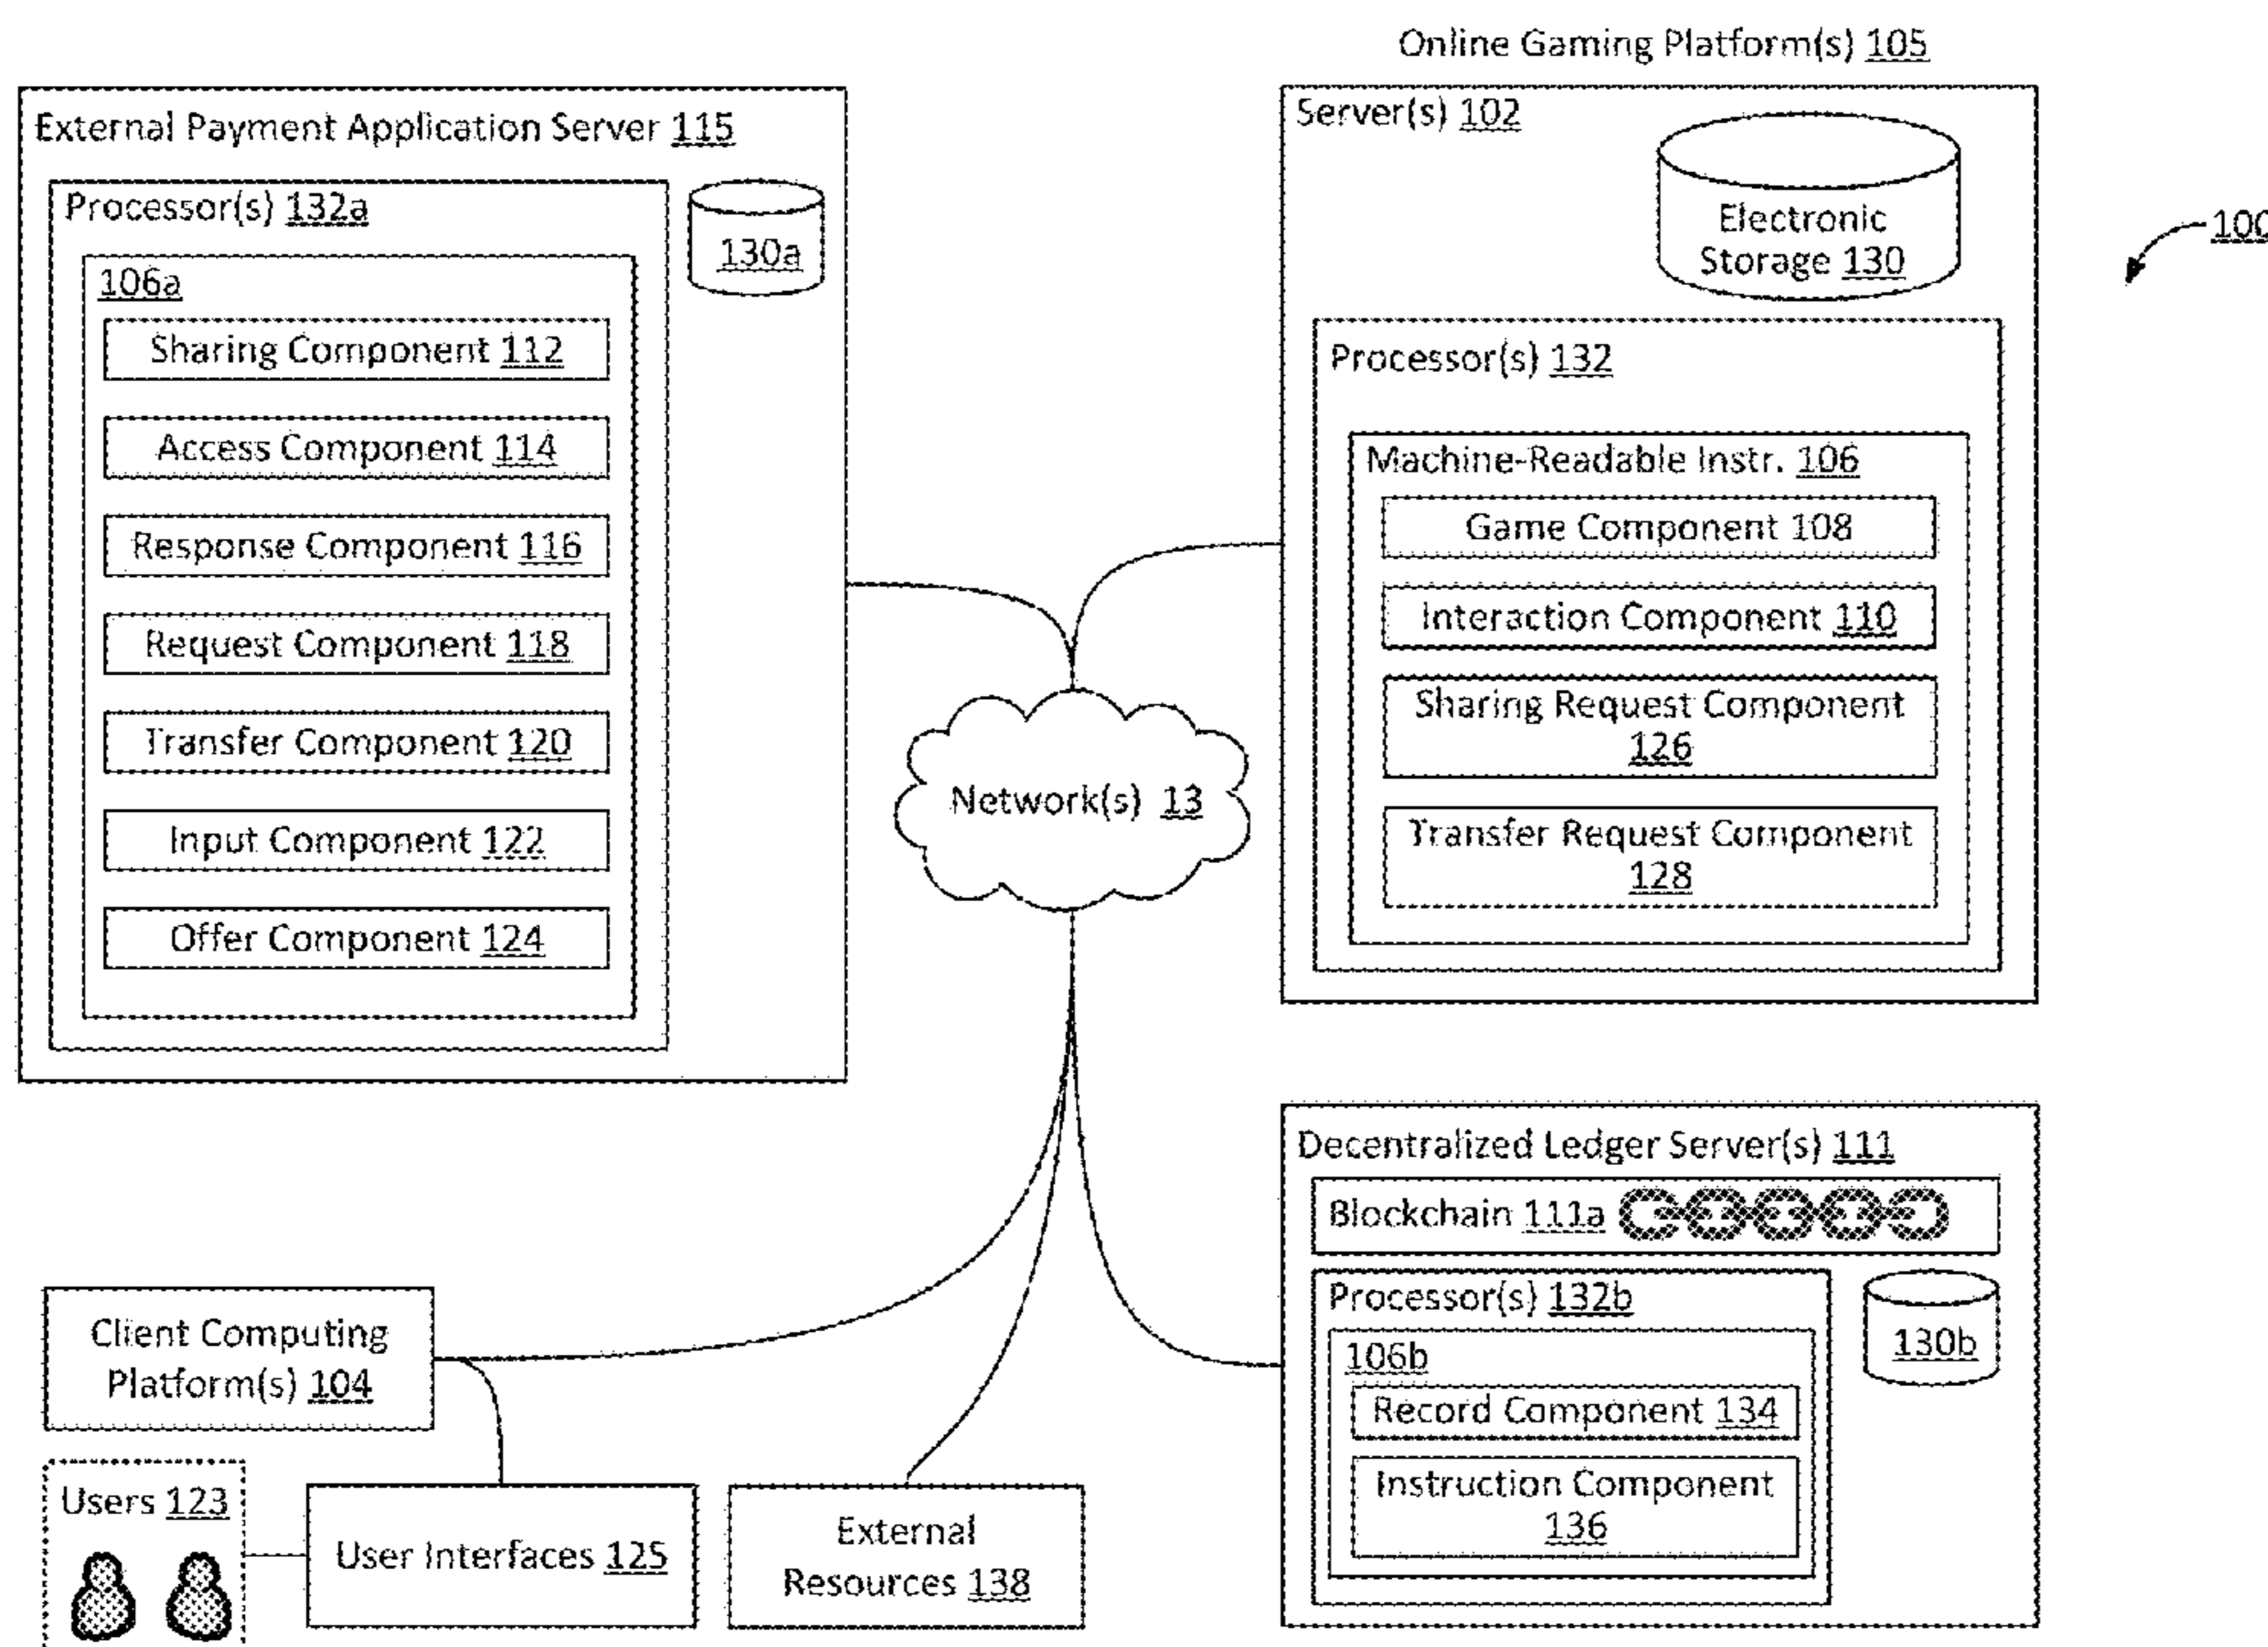 Online Gaming Platform(s) 105
External Payment Application Server 115
Processor(s) 132a
130a
106a
Sharing Component 112
Access Component 114
Response Component 116
Request Component 118
Transfer Component 120
Input Component 122
Offer Component 124
Server(s) 102
Electronic
Storage 130
100
Processor(s) 132
Machine-Readable Instr. 106
Game Component 108
Interaction Component 110
Sharing Request Component
126
Transfer Request Component
128
Network(s) 13
Decentralized Ledger Server(s) 111
Blockchain 111a
Processor(s) 132b
130b
106b
Record Component 134
Instruction Component
136
Client Computing
Platform(s) 104
Users 123
User Interfaces 125
External
Resources 138